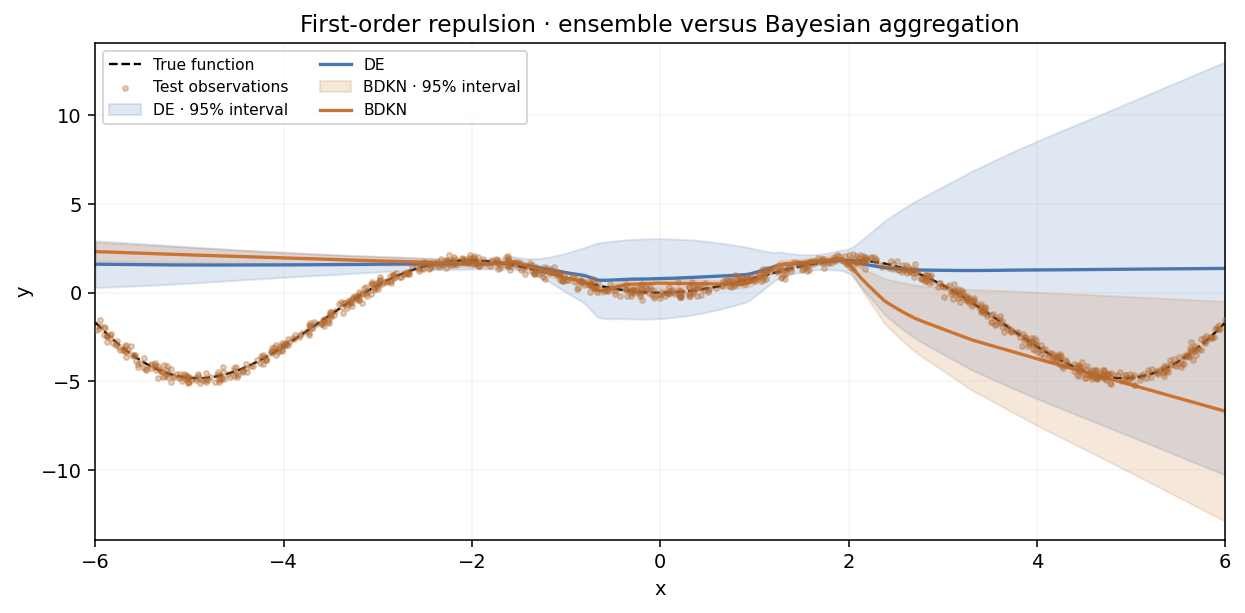 First-order repulsion · ensemble versus Bayesian aggregation
True function
Test observations
DE · 95% interval
DE
BDKN · 95% interval
BDKN
y
10
5
0
−5
−10
−6
−4
−2
0
2
4
6
x